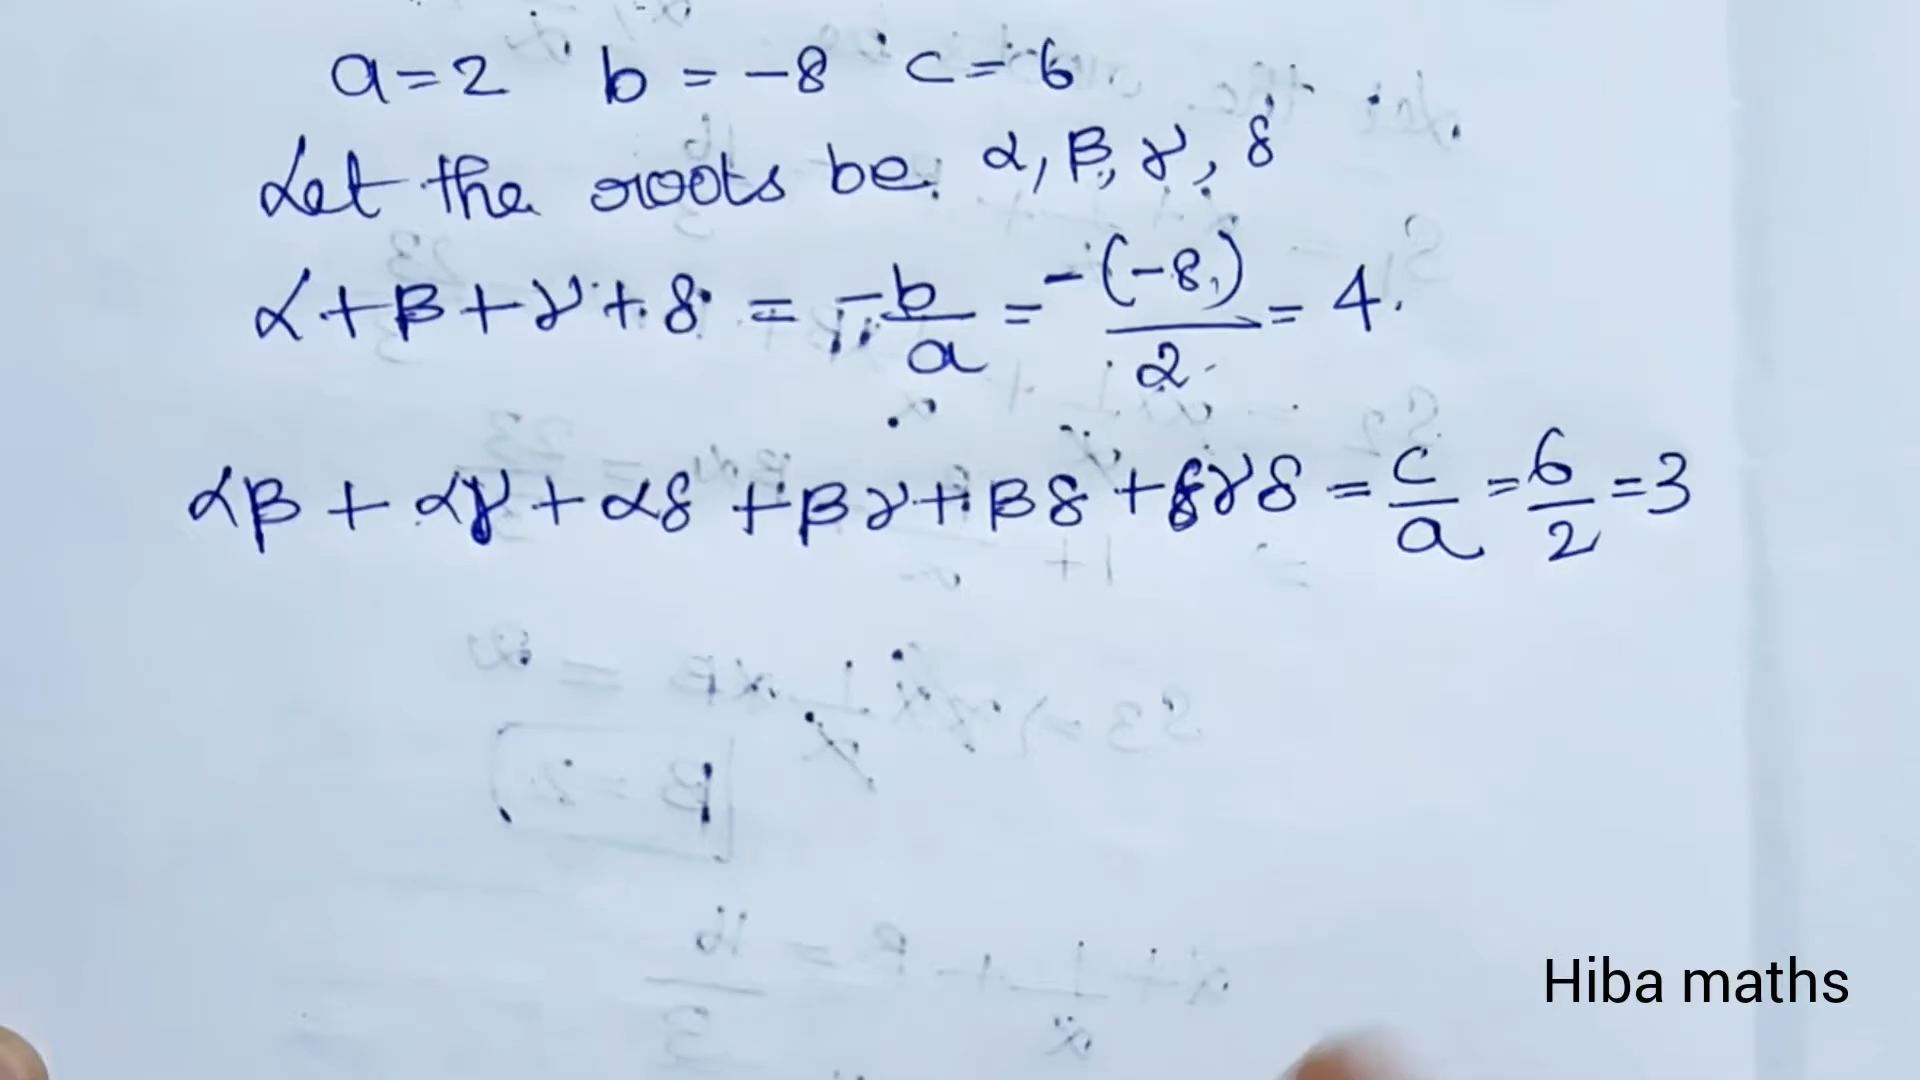 a = 2 b = -8 c = 6
Let the roots be α, β, γ, δ
α + β + γ + δ = -b/a = -(-8)/2 = 4.
αβ + αγ + αδ + βγ + βδ + γδ = c/a = 6/2 = 3
Hiba maths